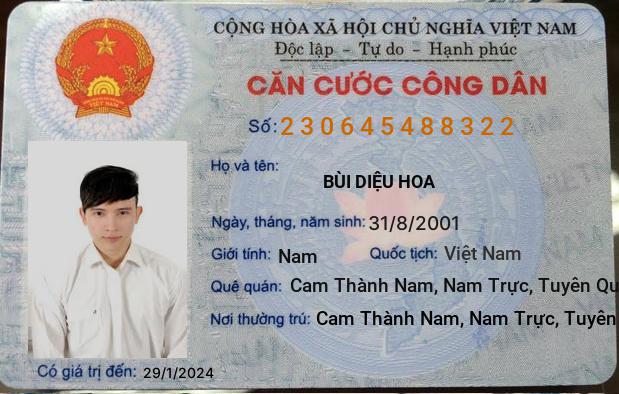 CỘNG HÒA XÃ HỘI CHỦ NGHĨA VIỆT NAM
Độc lập - Tự do - Hạnh phúc
CĂN CƯỚC CÔNG DÂN
Số: 230645488322
Họ và tên:
BÙI DIỆU HOA
Ngày, tháng, năm sinh: 31/8/2001
Giới tính: Nam Quốc tịch: Việt Nam
Quê quán: Cam Thành Nam, Nam Trực, Tuyên Qu
Nơi thường trú: Cam Thành Nam, Nam Trực, Tuyên
Có giá trị đến: 29/1/2024
VIỆT NAM